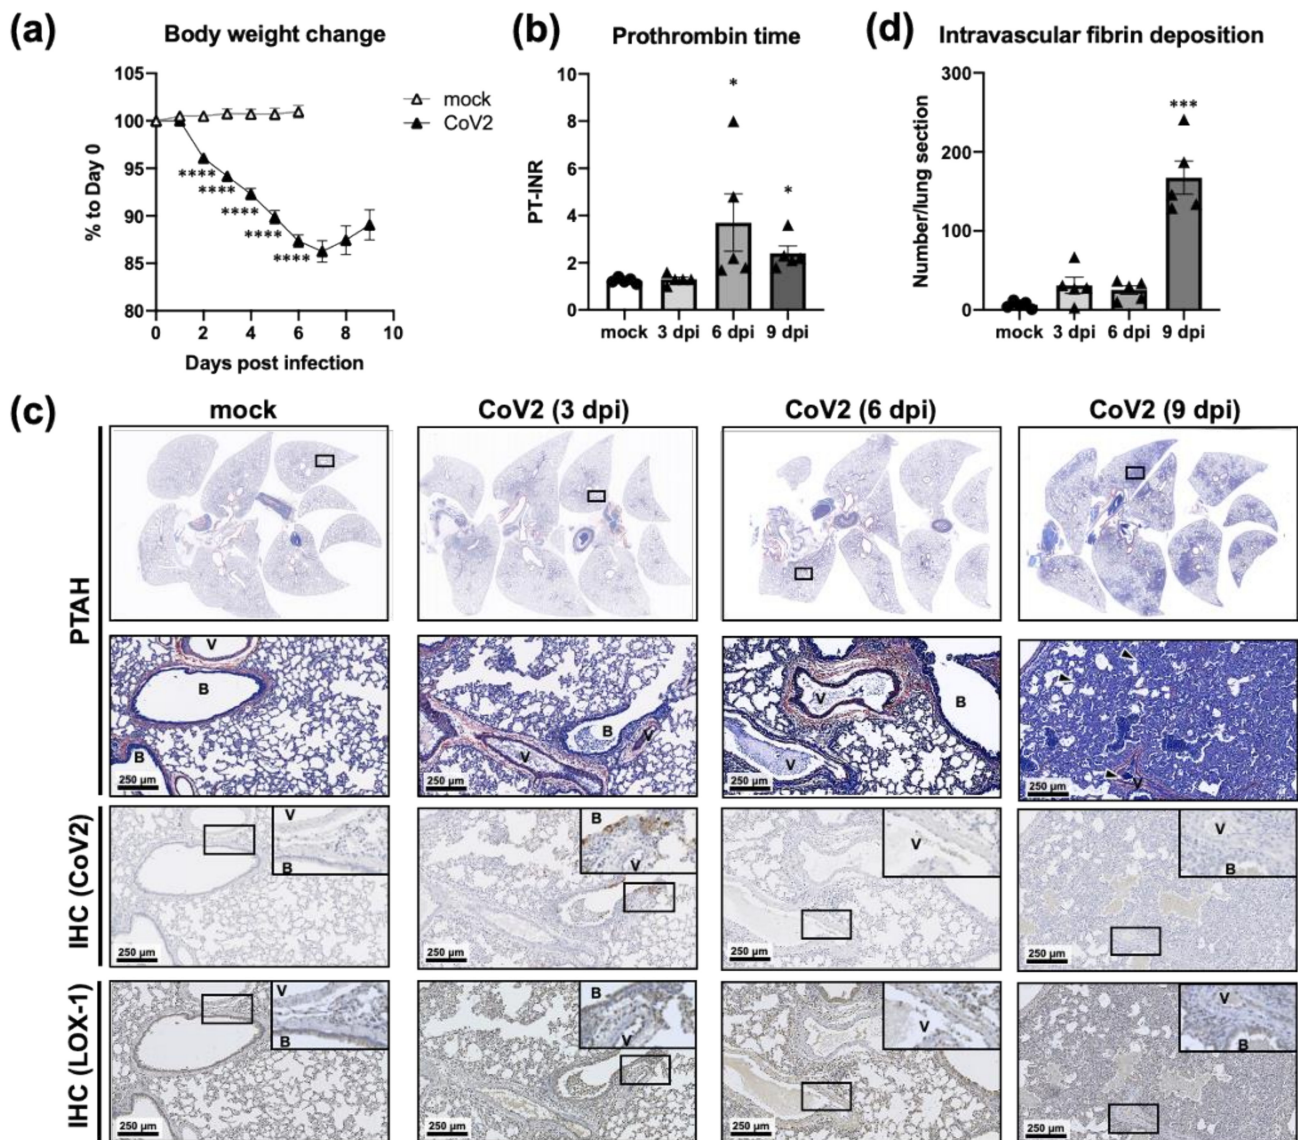 (a) Body weight change
105
100
95
90
85
80
% to Day 0
****
****
****
****
****
0 2 4 6 8 10
Days post infection
mock
CoV2
(b) Prothrombin time
10
8
6
4
2
0
PT-INR
*
*
mock 3 dpi 6 dpi 9 dpi
(d) Intravascular fibrin deposition
300
200
100
0
Number/lung section
***
mock 3 dpi 6 dpi 9 dpi
(c) mock CoV2 (3 dpi) CoV2 (6 dpi) CoV2 (9 dpi)
PTAH
V
B
B
250 µm
B
V
V
250 µm
V
B
V
250 µm
V
250 µm
IHC (CoV2)
V
B
250 µm
B
V
250 µm
V
250 µm
V
B
250 µm
IHC (LOX-1)
V
B
250 µm
B
V
250 µm
V
250 µm
V
B
250 µm